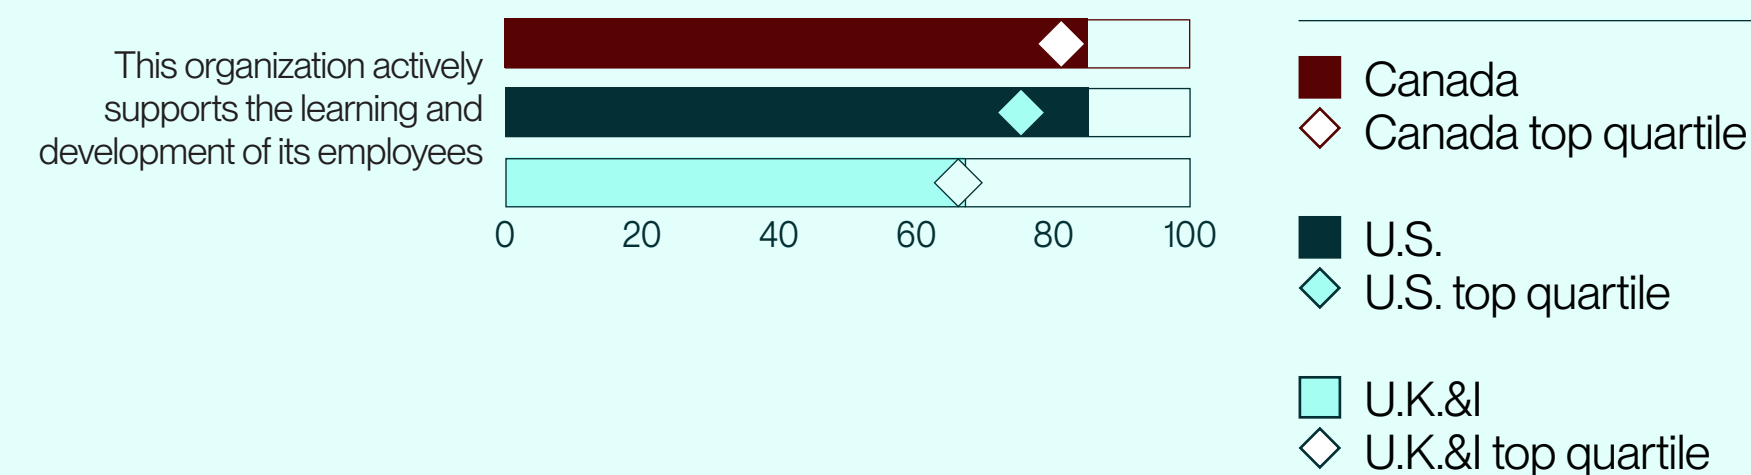 This organization actively
supports the learning and
development of its employees
0 20 40 60 80 100
Canada
Canada top quartile
U.S.
U.S. top quartile
U.K.&I
U.K.&I top quartile